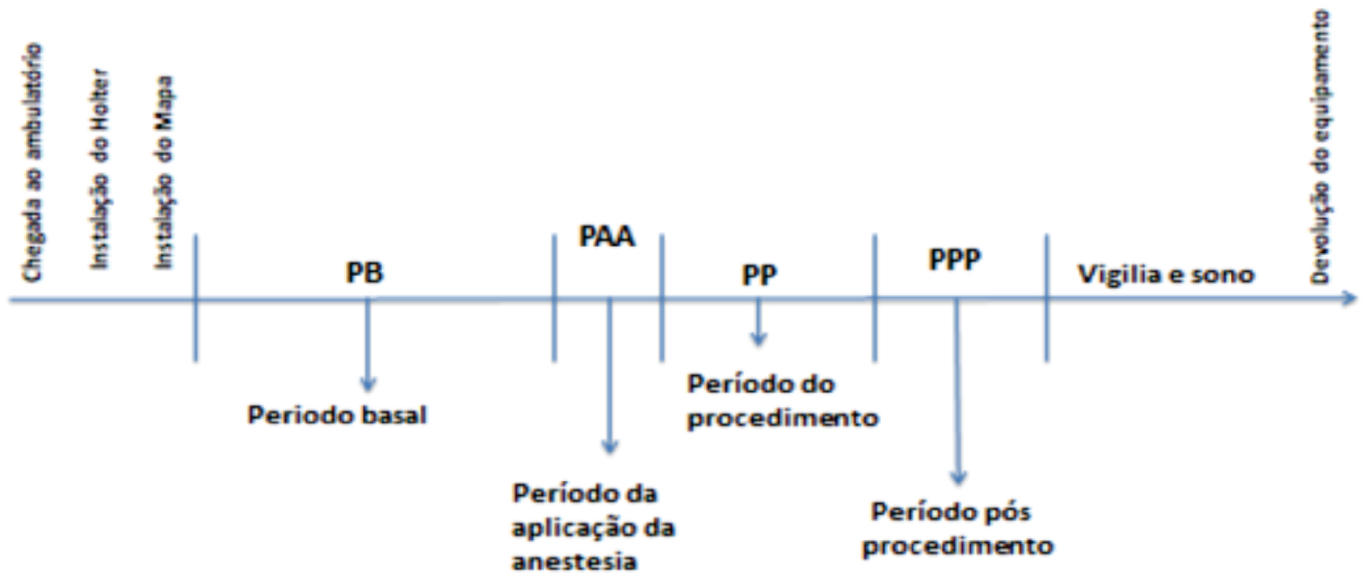 Chegada ao ambulatório
Instalação do Holter
Instalação do Mapa
PB
PAA
PP
PPP
Vigilia e sono
Devolução do equipamento
Periodo basal
Período da
aplicação da
anestesia
Período do
procedimento
Período pós
procedimento